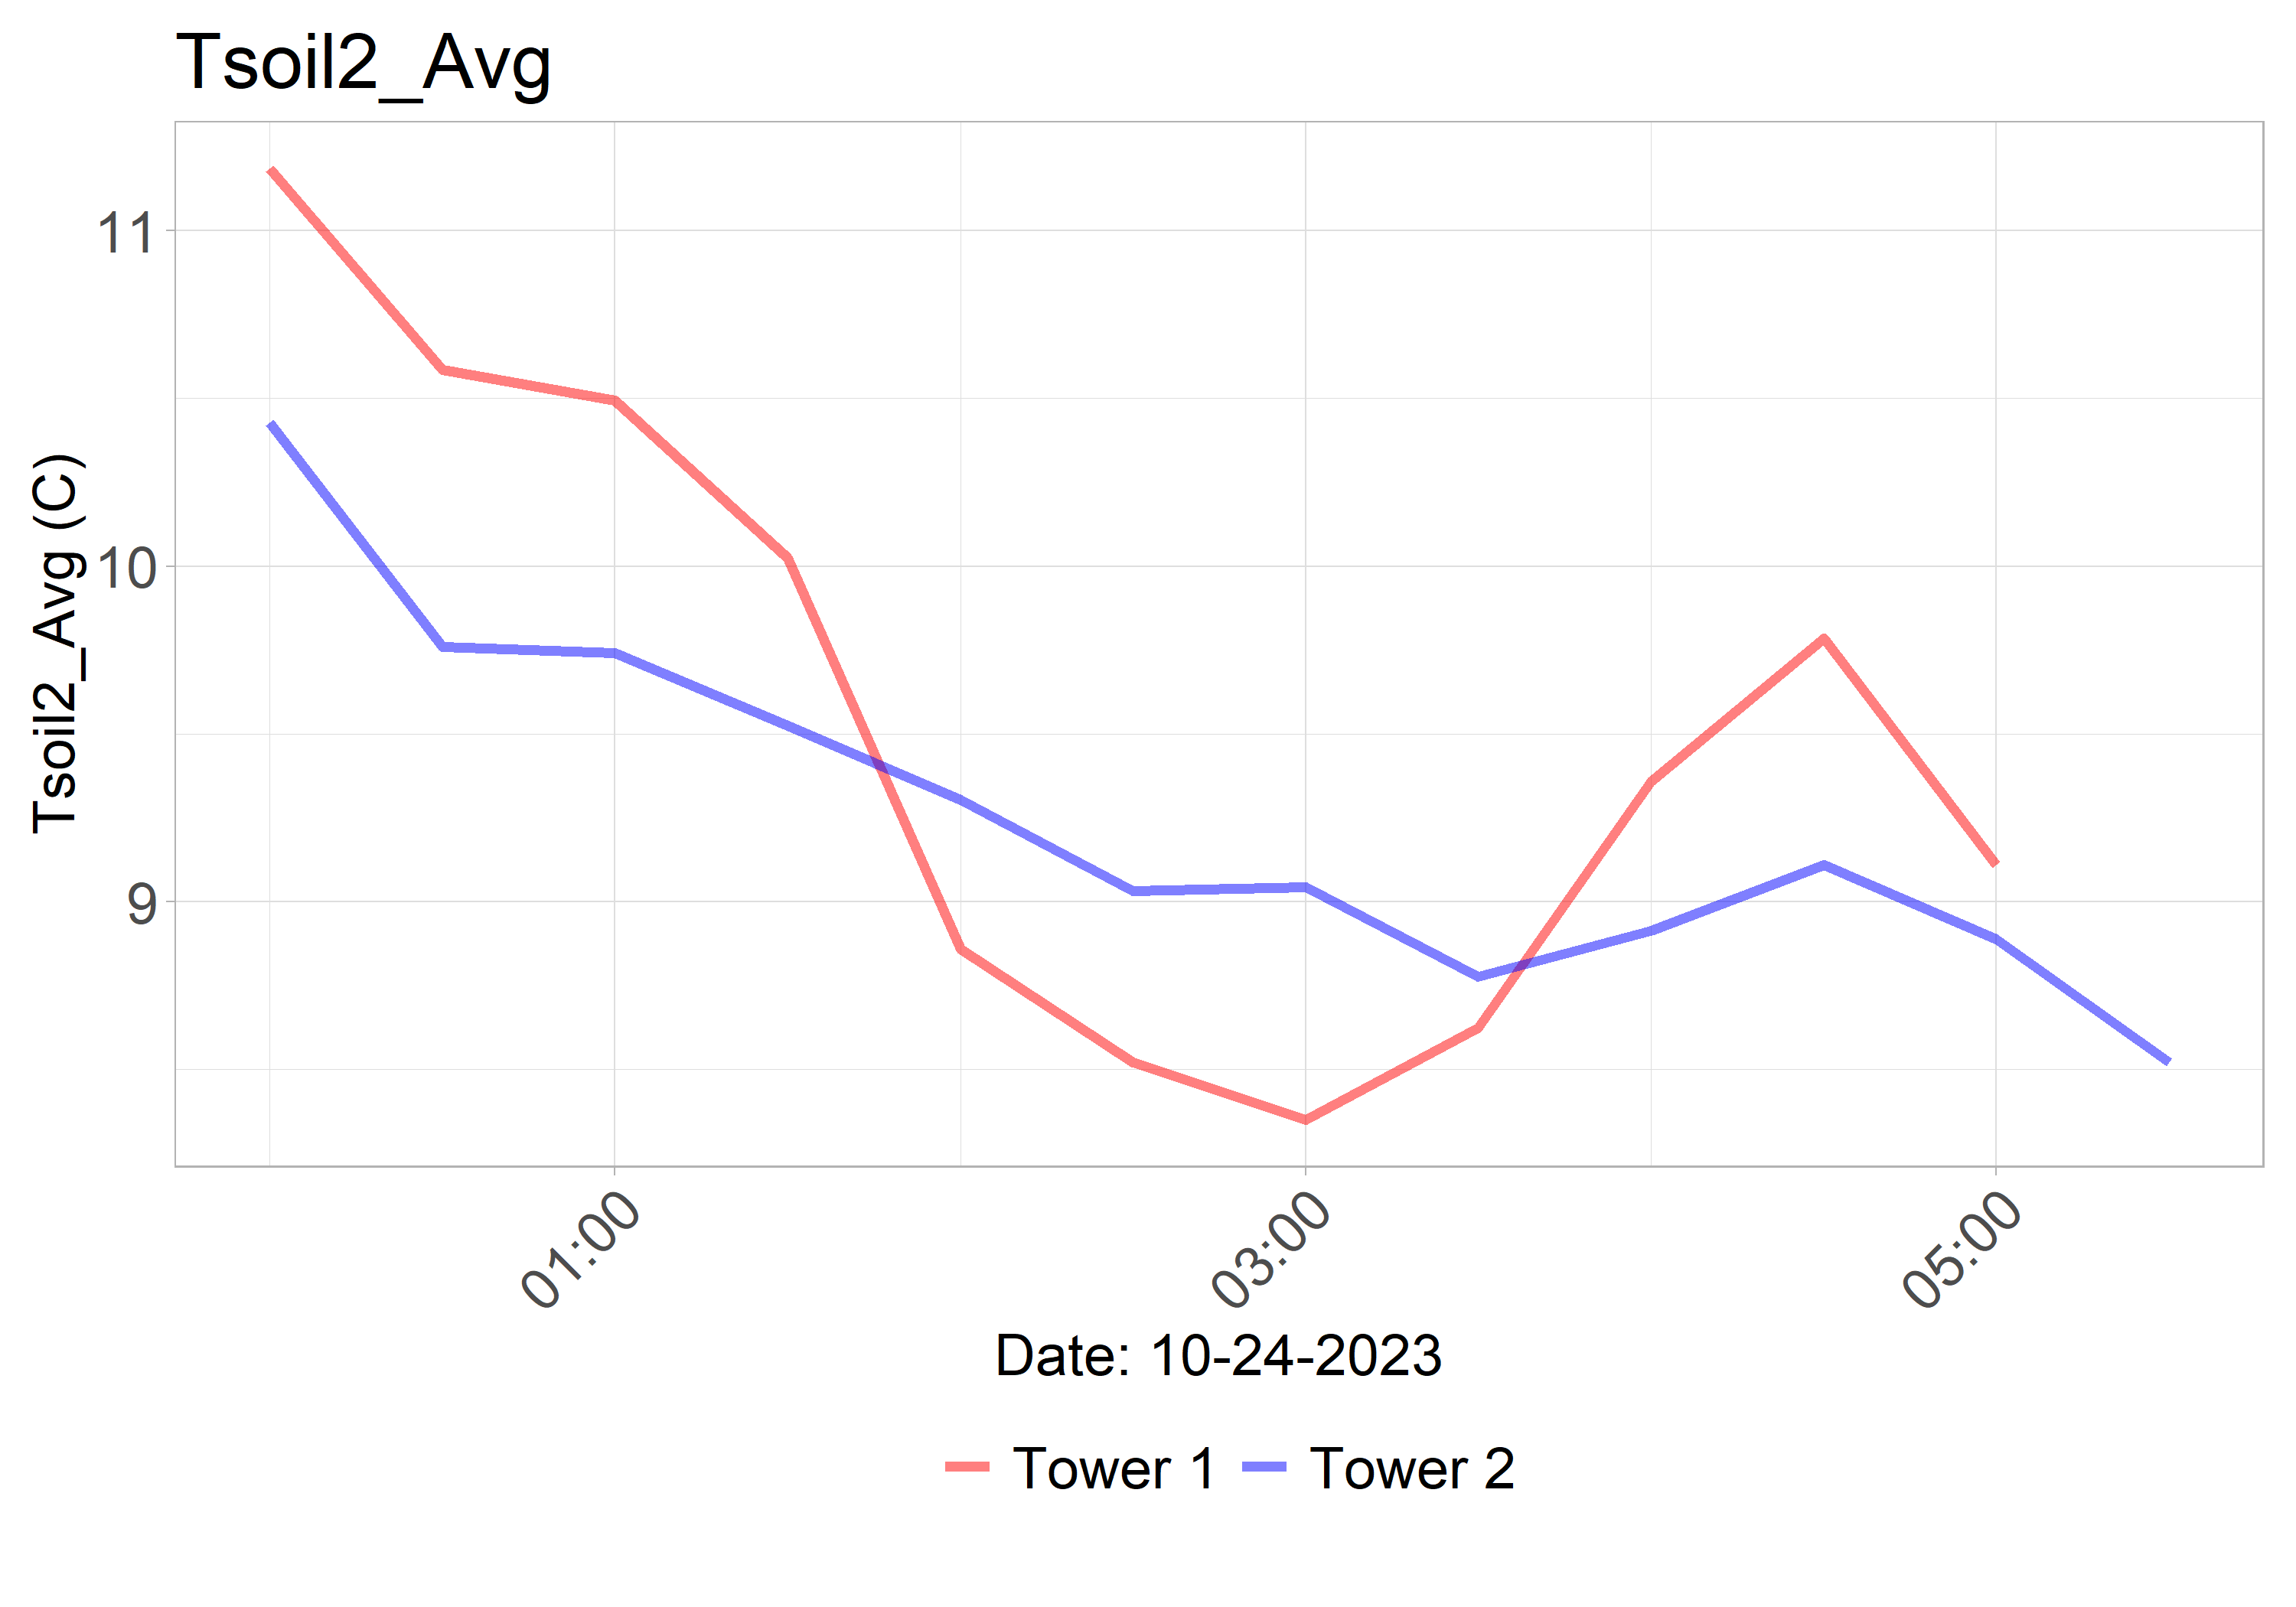 Tsoil2_Avg
Tsoil2_Avg (C)
11
10
9
01:00
03:00
05:00
Date: 10-24-2023
Tower 1
Tower 2